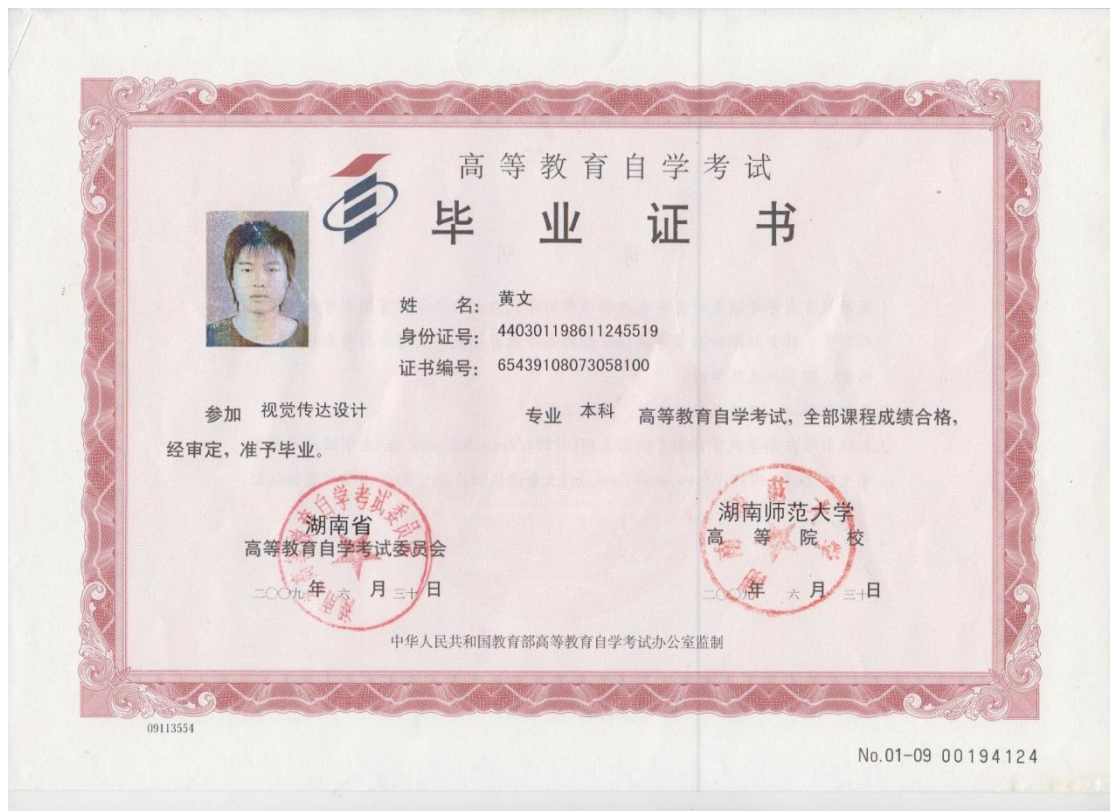 高等教育自学考试
毕业证书
姓 名： 黄文
身份证号： 440301198611245519
证书编号： 65439108073058100
参加 视觉传达设计 专业 本科 高等教育自学考试，全部课程成绩合格，
经审定，准予毕业。
湖南省
高等教育自学考试委员会
二〇〇九年六月三十日
湖南师范大学
高等院校
二〇〇九年六月三十日
中华人民共和国教育部高等教育自学考试办公室监制
09113554
No.01-09 00194124